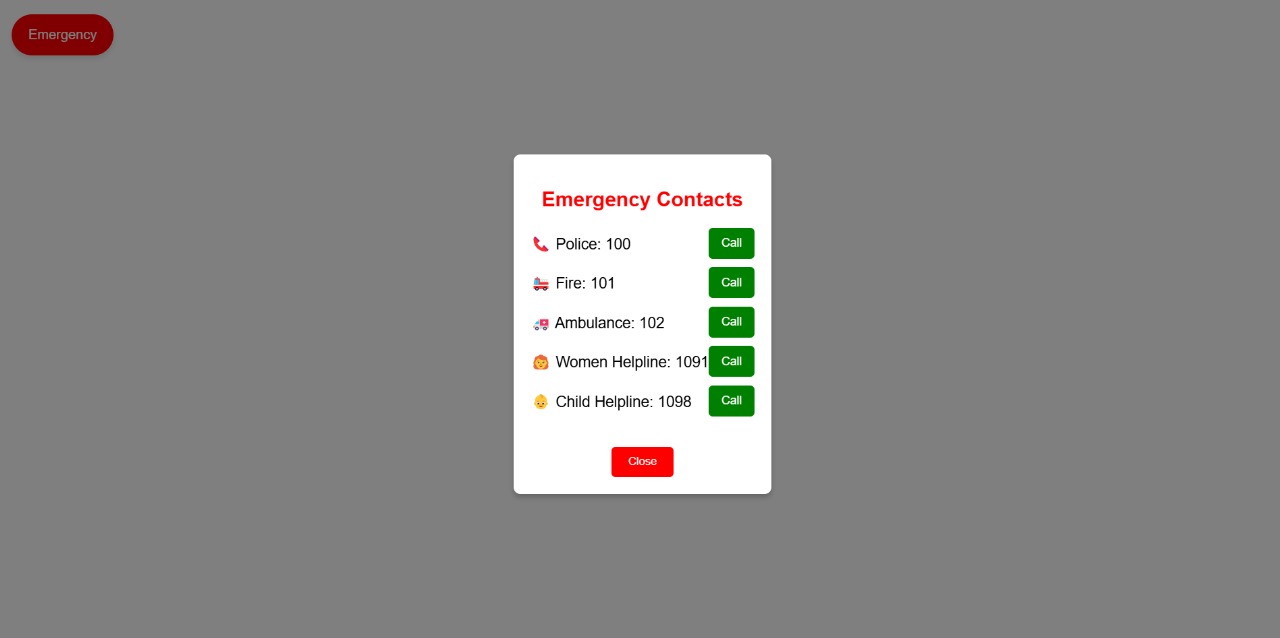 Emergency
Emergency Contacts
📞 Police: 100 Call
🚒 Fire: 101 Call
🚑 Ambulance: 102 Call
👩 Women Helpline: 1091 Call
👶 Child Helpline: 1098 Call
Close